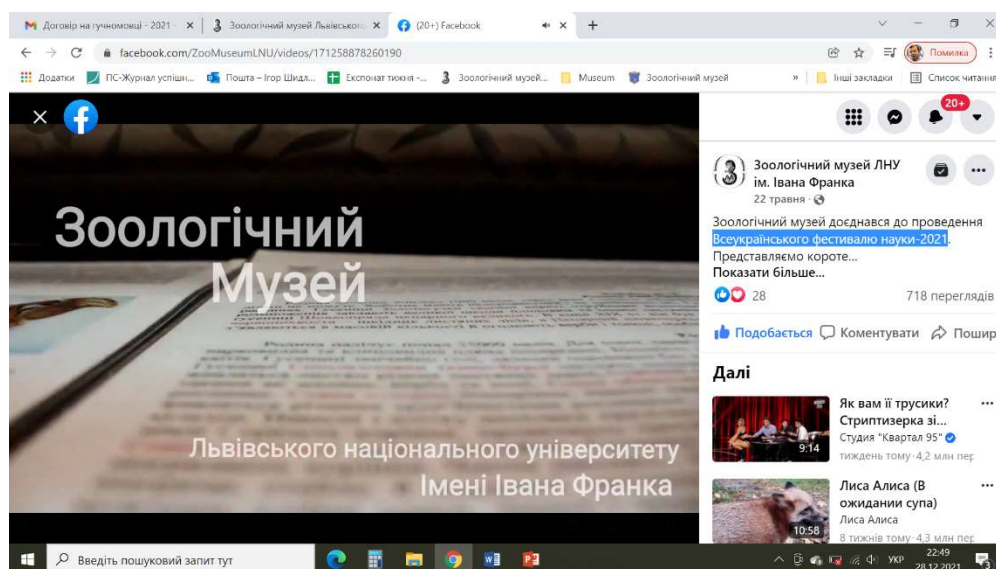 Договір на гучномовці - 2021 -
Зоологічний музей Львівського
(20+) Facebook
facebook.com/ZooMuseumLNU/videos/171258878260190
Помилка
Додатки
ПС-Журнал успішн...
Пошта – Ігор Шидл...
Експонат тижня -...
Зоологічний музей...
Museum
Зоологічний музей
»
Інші закладки
Список читання
20+
Зоологічний музей ЛНУ
ім. Івана Франка
22 травня ·
Зоологічний музей доєднався до проведення
Всеукраїнського фестивалю науки-2021.
Представляємо короте...
Показати більше...
28
718 переглядів
Подобається
Коментувати
Пошир
Далі
Як вам її трусики?
Стриптизерка зі...
Студия "Квартал 95"
тиждень тому · 4,2 млн пер
9:14
Лиса Алиса (В
ожидании супа)
Лиса Алиса
8 тижнів тому · 4,3 млн пер
10:58
Зоологічний
Музей
Львівського національного університету
Імені Івана Франка
Введіть пошуковий запит тут
УКР
22:49
28.12.2021
3